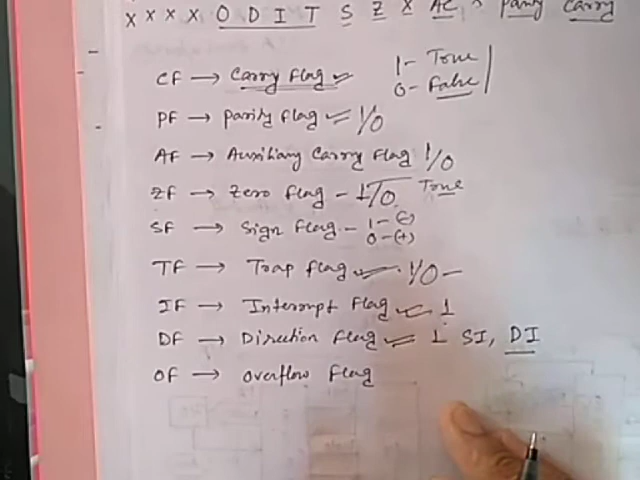 x x x x O D I T S Z x AC x parity carry
CF → Carry flag 1 - True
0 - False
PF → parity flag 1/0
AF → Auxiliary Carry flag 1/0
ZF → Zero flag - 1/0 True
SF → Sign flag - 1 - (-)
0 - (+)
TF → Trap flag 1/0 -
IF → Interrupt flag 1
DF → Direction flag 1 SI, DI
OF → overflow flag